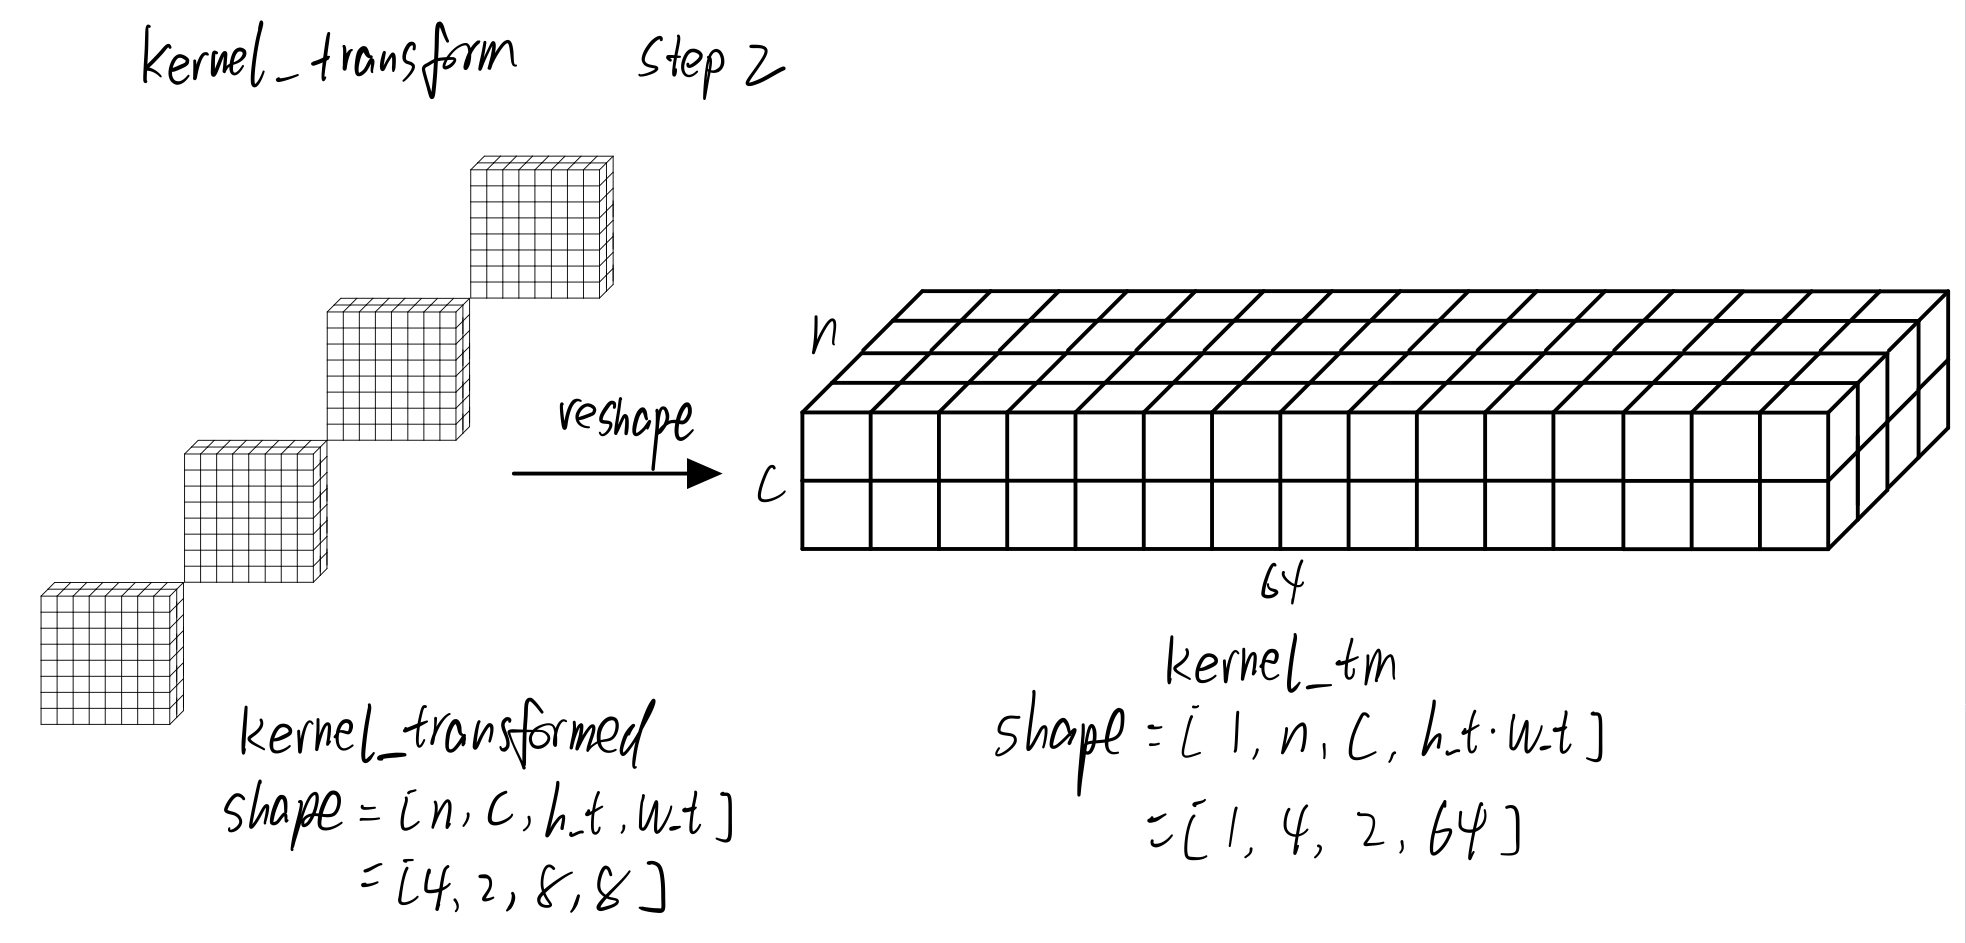 kernel_transform step 2
reshape
n
c
64
kernel_transformed
shape = [n, c, h_t, w_t]
= [4, 2, 8, 8]
kernel_tm
shape = [1, n, c, h_t · w_t]
= [1, 4, 2, 64]